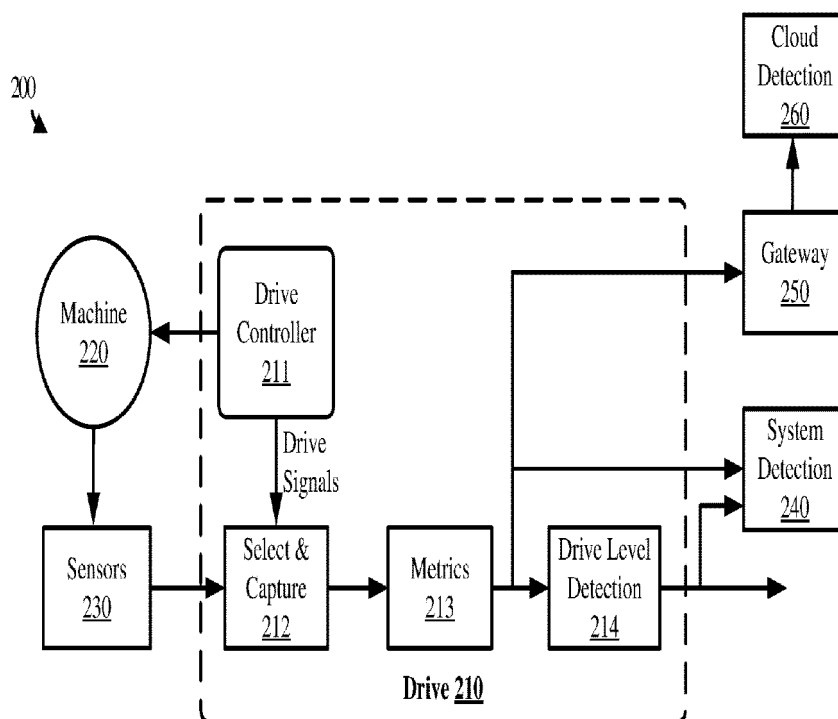 200
Cloud
Detection
260
Gateway
250
Machine
220
Drive
Controller
211
Drive
Signals
System
Detection
240
Sensors
230
Select &
Capture
212
Metrics
213
Drive Level
Detection
214
Drive 210